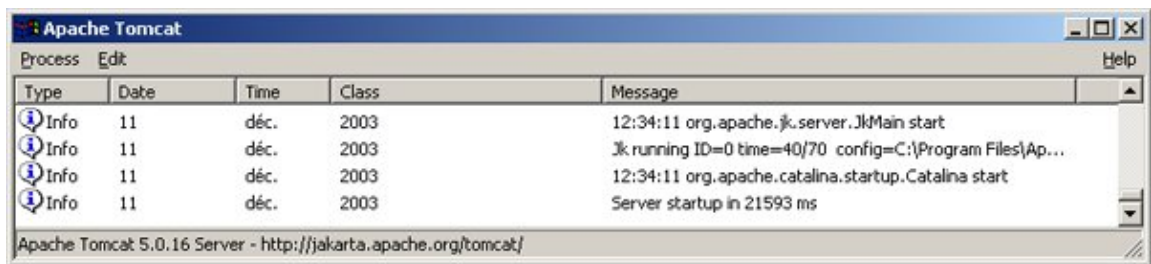 Apache Tomcat
Process Edit Help
Type Date Time Class Message
Info 11 déc. 2003 12:34:11 org.apache.jk.server.JkMain start
Info 11 déc. 2003 Jk running ID=0 time=40/70 config=C:\Program Files\Ap...
Info 11 déc. 2003 12:34:11 org.apache.catalina.startup.Catalina start
Info 11 déc. 2003 Server startup in 21593 ms
Apache Tomcat 5.0.16 Server - http://jakarta.apache.org/tomcat/